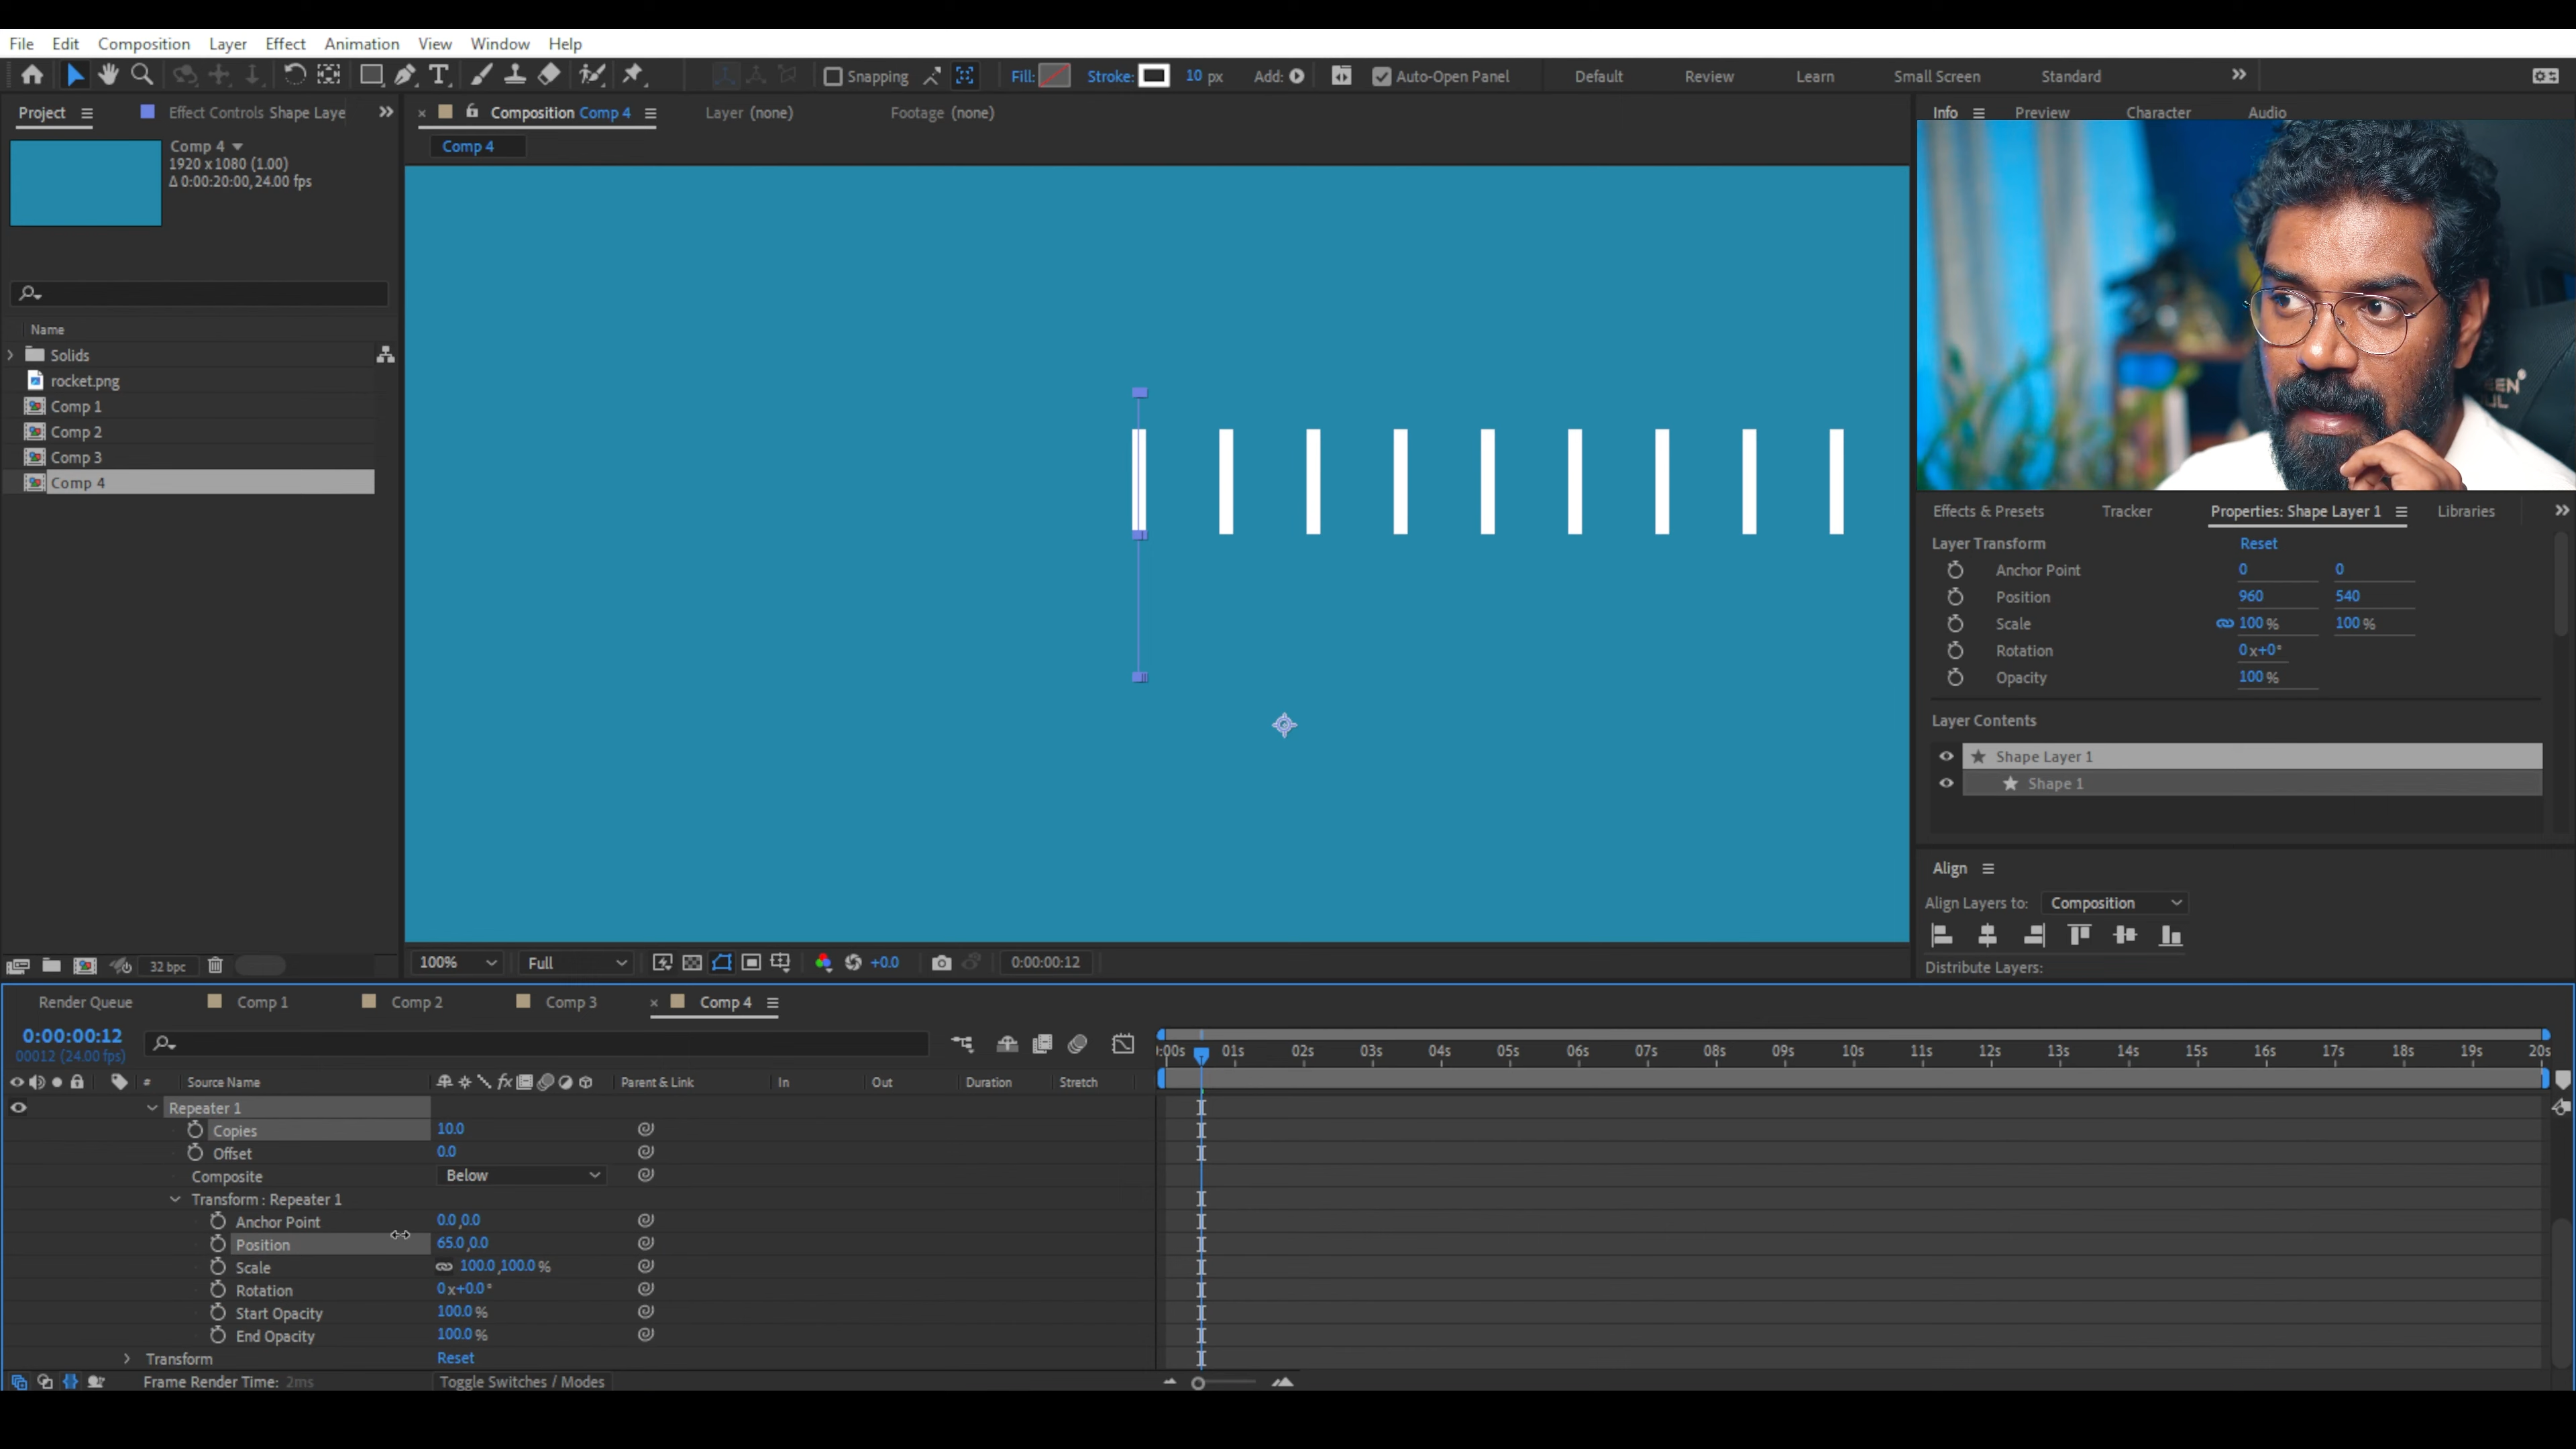 File Edit Composition Layer Effect Animation View Window Help
Snapping Fill: Stroke: 10 px Add: Auto-Open Panel Default Review Learn Small Screen Standard
Project Effect Controls Shape Laye Composition Comp 4 Layer (none) Footage (none) Info Preview Character Audio
Comp 4
Comp 4
1920 x 1080 (1.00)
Δ 0:00:20:00, 24.00 fps
Name
Solids
rocket.png
Comp 1
Comp 2
Comp 3
Comp 4
Effects & Presets Tracker Properties: Shape Layer 1 Libraries
Layer Transform Reset
Anchor Point 0 0
Position 960 540
Scale 100 % 100 %
Rotation 0x+0°
Opacity 100 %
Layer Contents
Shape Layer 1
Shape 1
Align
Align Layers to: Composition
Distribute Layers:
32 bpc 100% Full +0.0 0:00:00:12
Render Queue Comp 1 Comp 2 Comp 3 Comp 4
0:00:00:12
00012 (24.00 fps)
:00s 01s 02s 03s 04s 05s 06s 07s 08s 09s 10s 11s 12s 13s 14s 15s 16s 17s 18s 19s 20s
# Source Name fx Parent & Link In Out Duration Stretch
Repeater 1
Copies 10.0
Offset 0.0
Composite Below
Transform : Repeater 1
Anchor Point 0.0,0.0
Position 65.0,0.0
Scale 100.0,100.0 %
Rotation 0x+0.0°
Start Opacity 100.0 %
End Opacity 100.0 %
Transform Reset
Frame Render Time: 2ms Toggle Switches / Modes